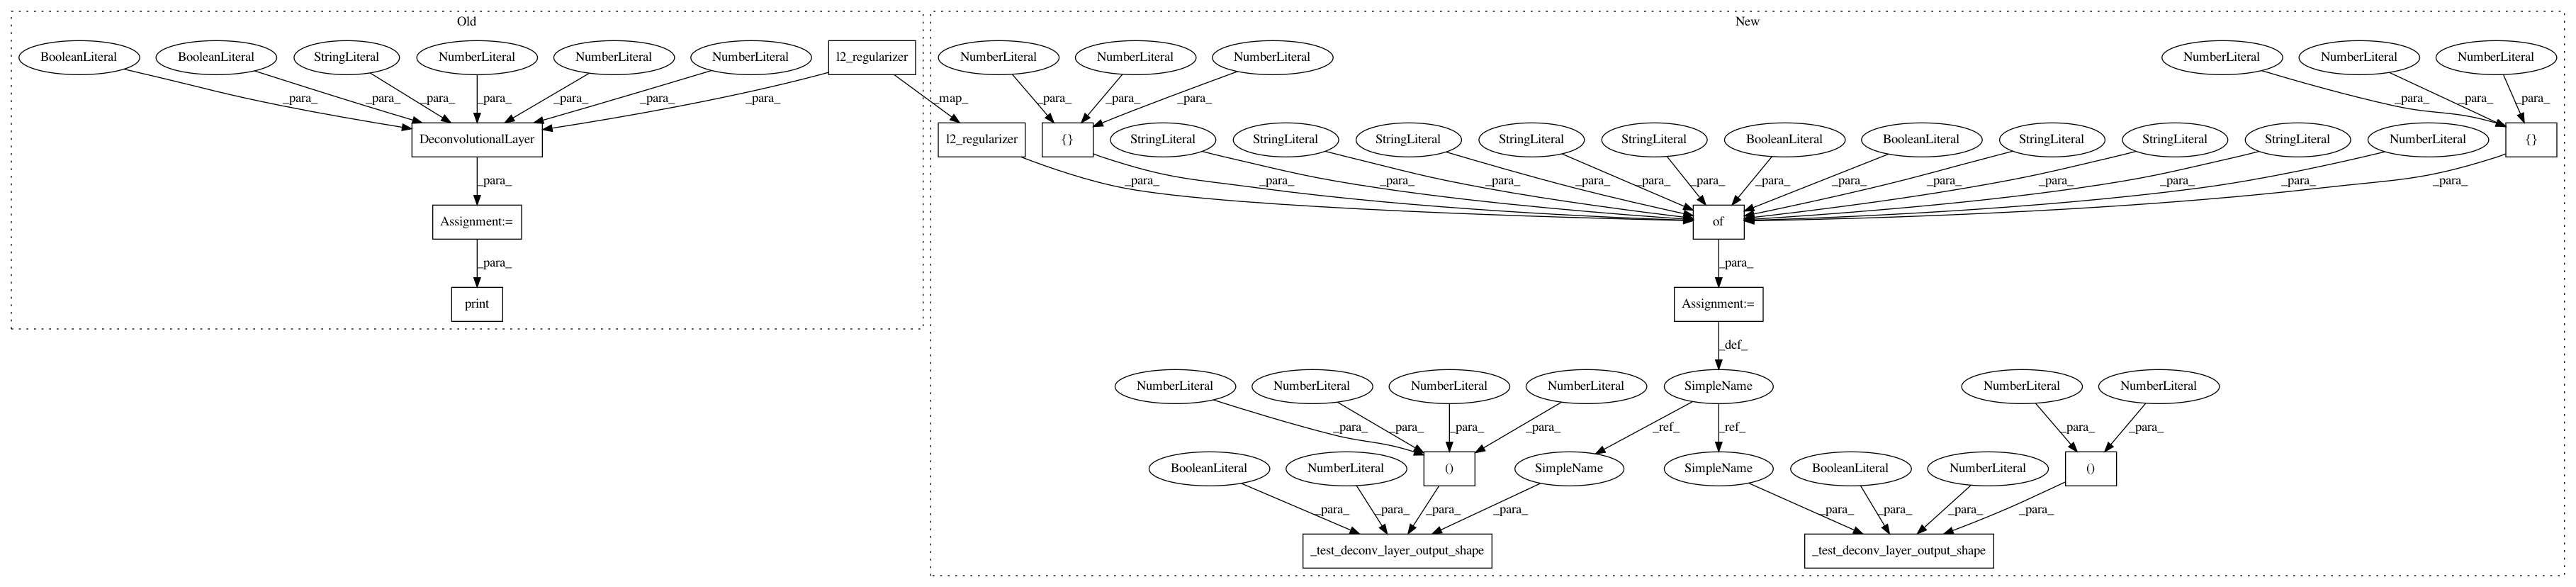 Old
New
BooleanLiteral BooleanLiteral StringLiteral NumberLiteral NumberLiteral NumberLiteral l2_regularizer NumberLiteral NumberLiteral NumberLiteral NumberLiteral NumberLiteral NumberLiteral
_para_ _para_ _para_ _para_ _para_ _para_ _para_ _map_ _para_ _para_ _para_ _para_ _para_ _para_
DeconvolutionalLayer l2_regularizer {} StringLiteral StringLiteral StringLiteral StringLiteral StringLiteral BooleanLiteral BooleanLiteral StringLiteral StringLiteral StringLiteral NumberLiteral {}
_para_ _para_ _para_ _para_ _para_ _para_ _para_ _para_ _para_ _para_ _para_ _para_ _para_ _para_ _para_
Assignment:= of
_para_ _para_
print Assignment:=
_def_
NumberLiteral NumberLiteral NumberLiteral NumberLiteral SimpleName NumberLiteral NumberLiteral
_para_ _para_ _para_ _para_ _ref_ _ref_ _para_ _para_
BooleanLiteral NumberLiteral () SimpleName SimpleName BooleanLiteral NumberLiteral ()
_para_ _para_ _para_ _para_ _para_ _para_ _para_ _para_
_test_deconv_layer_output_shape _test_deconv_layer_output_shape